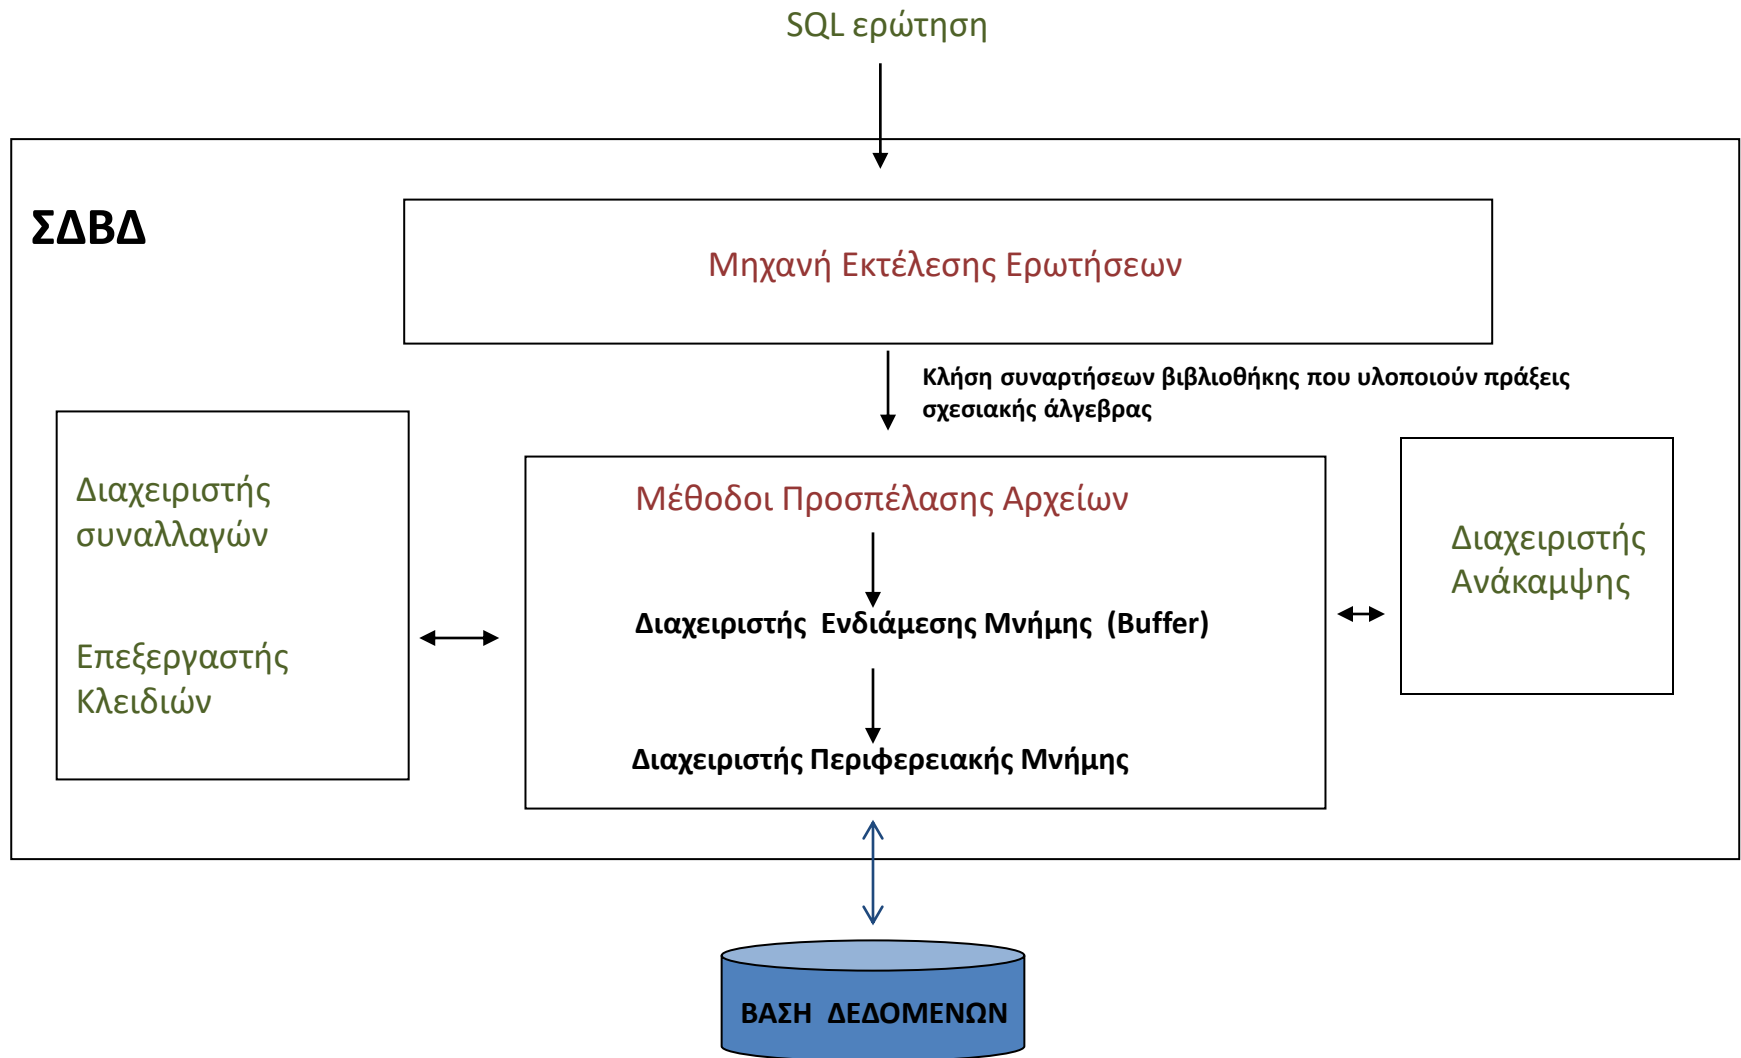 SQL ερώτηση
ΣΔΒΔ
Μηχανή Εκτέλεσης Ερωτήσεων
Κλήση συναρτήσεων βιβλιοθήκης που υλοποιούν πράξεις
σχεσιακής άλγεβρας
Διαχειριστής
συναλλαγών
Επεξεργαστής
Κλειδιών
Μέθοδοι Προσπέλασης Αρχείων
Διαχειριστής Ενδιάμεσης Μνήμης (Buffer)
Διαχειριστής Περιφερειακής Μνήμης
Διαχειριστής
Ανάκαμψης
ΒΑΣΗ ΔΕΔΟΜΕΝΩΝ